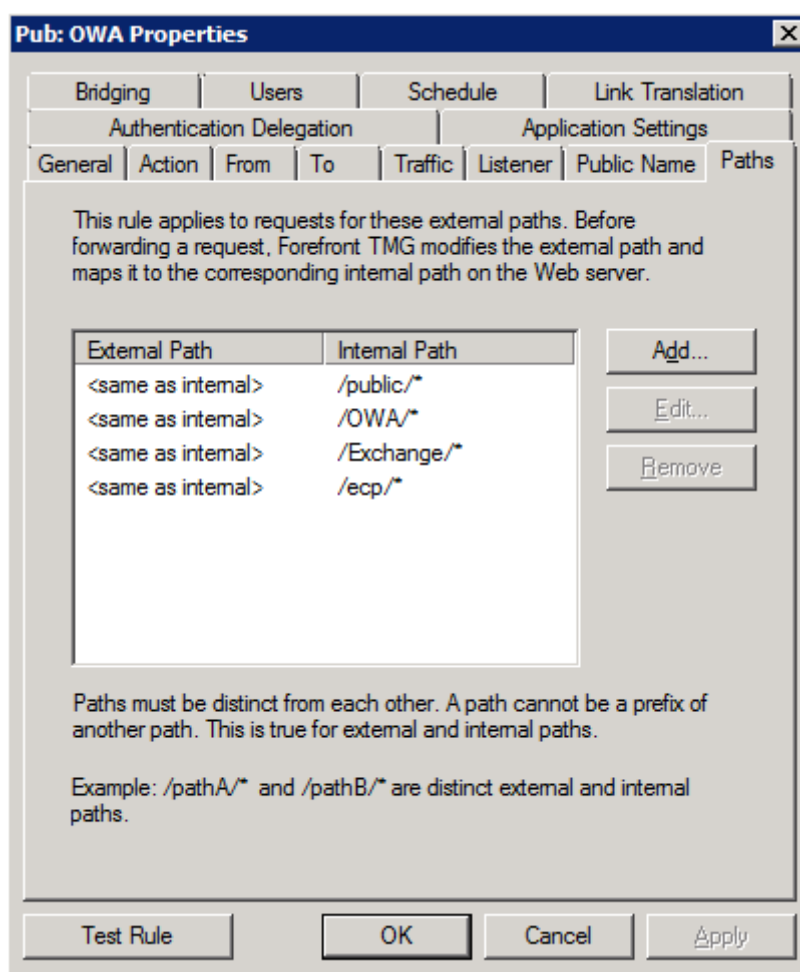 Pub: OWA Properties
Bridging Users Schedule Link Translation
Authentication Delegation Application Settings
General Action From To Traffic Listener Public Name Paths
This rule applies to requests for these external paths. Before
forwarding a request, Forefront TMG modifies the external path and
maps it to the corresponding internal path on the Web server.
External Path Internal Path
<same as internal> /public/*
<same as internal> /OWA/*
<same as internal> /Exchange/*
<same as internal> /ecp/*
Add...
Edit...
Remove
Paths must be distinct from each other. A path cannot be a prefix of
another path. This is true for external and internal paths.
Example: /pathA/* and /pathB/* are distinct external and internal
paths.
Test Rule OK Cancel Apply